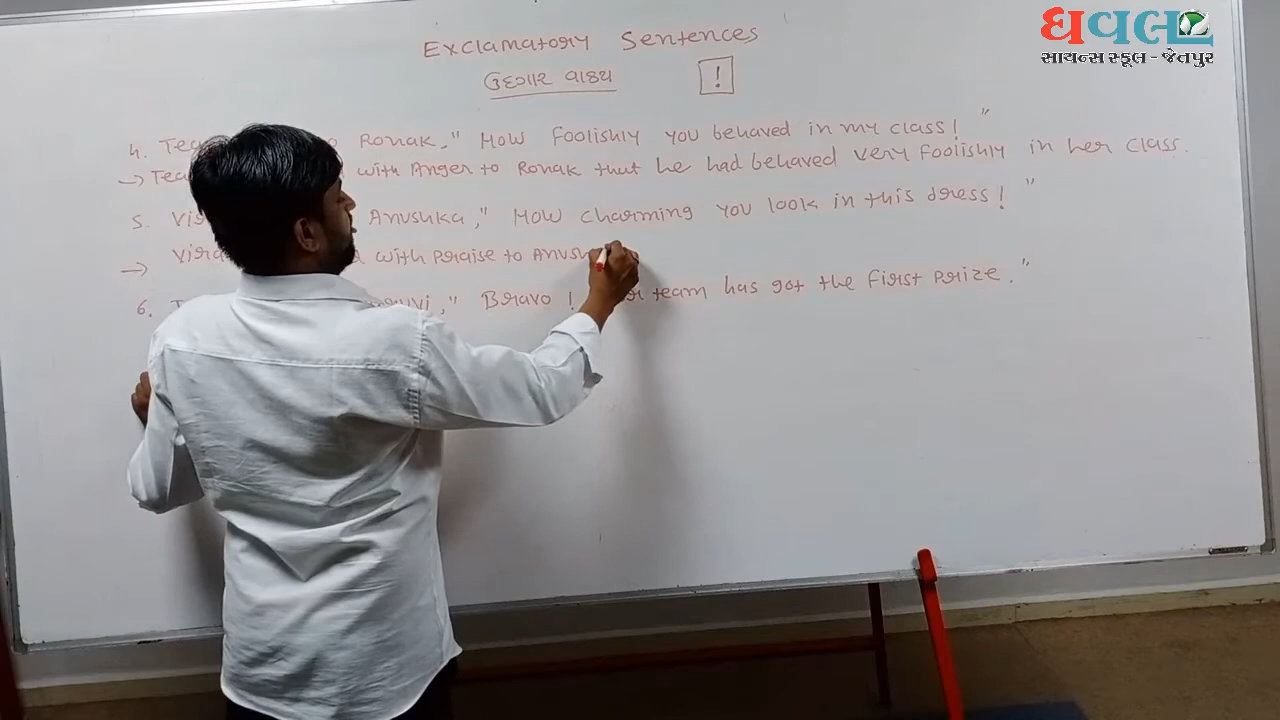 ધવલ
સાયન્સ સ્કૂલ - જેતપુર
Exclamatory Sentences
ઉદગાર વાક્ય !
4. Ronak," How foolishly you behaved in my class! "
with Anger to Ronak that he had behaved very foolishly in her class.
5. Anushka," How charming you look in this dress! "
with praise to
6. Bravo ! team has got the first prize."